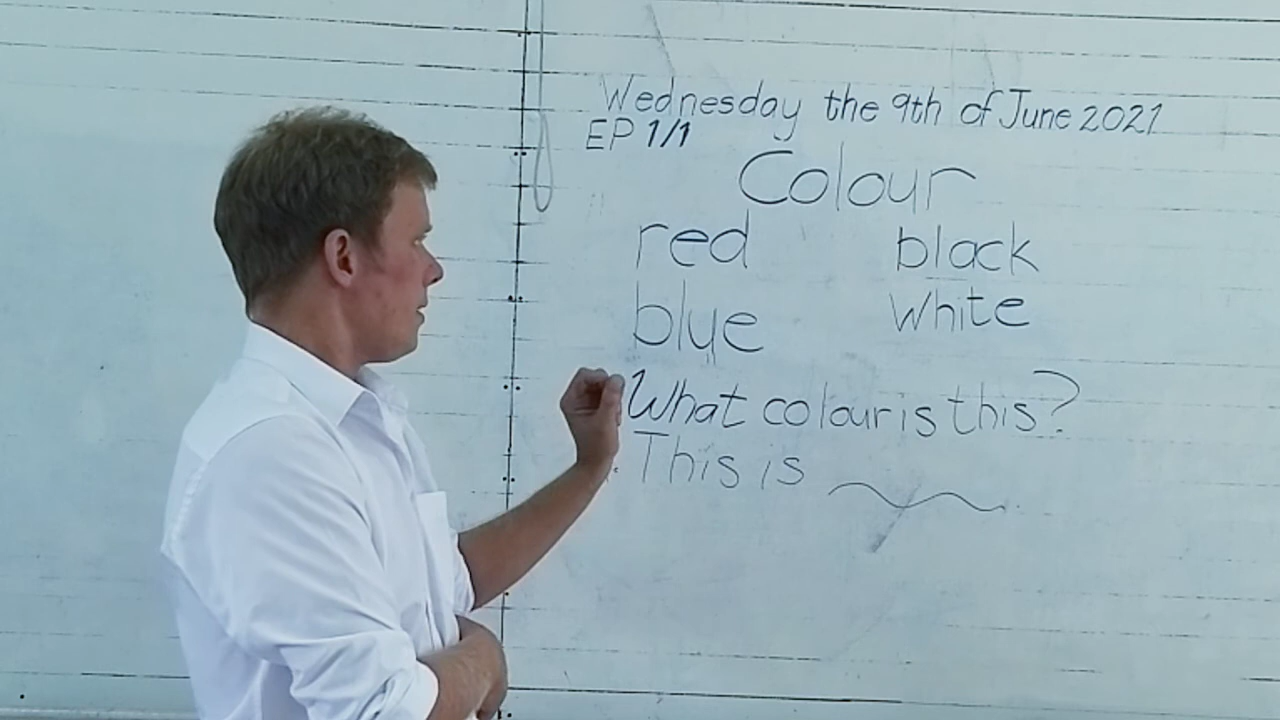 Wednesday the 9th of June 2021
EP 1/1
Colour
red black
blue white
What colour is this?
This is